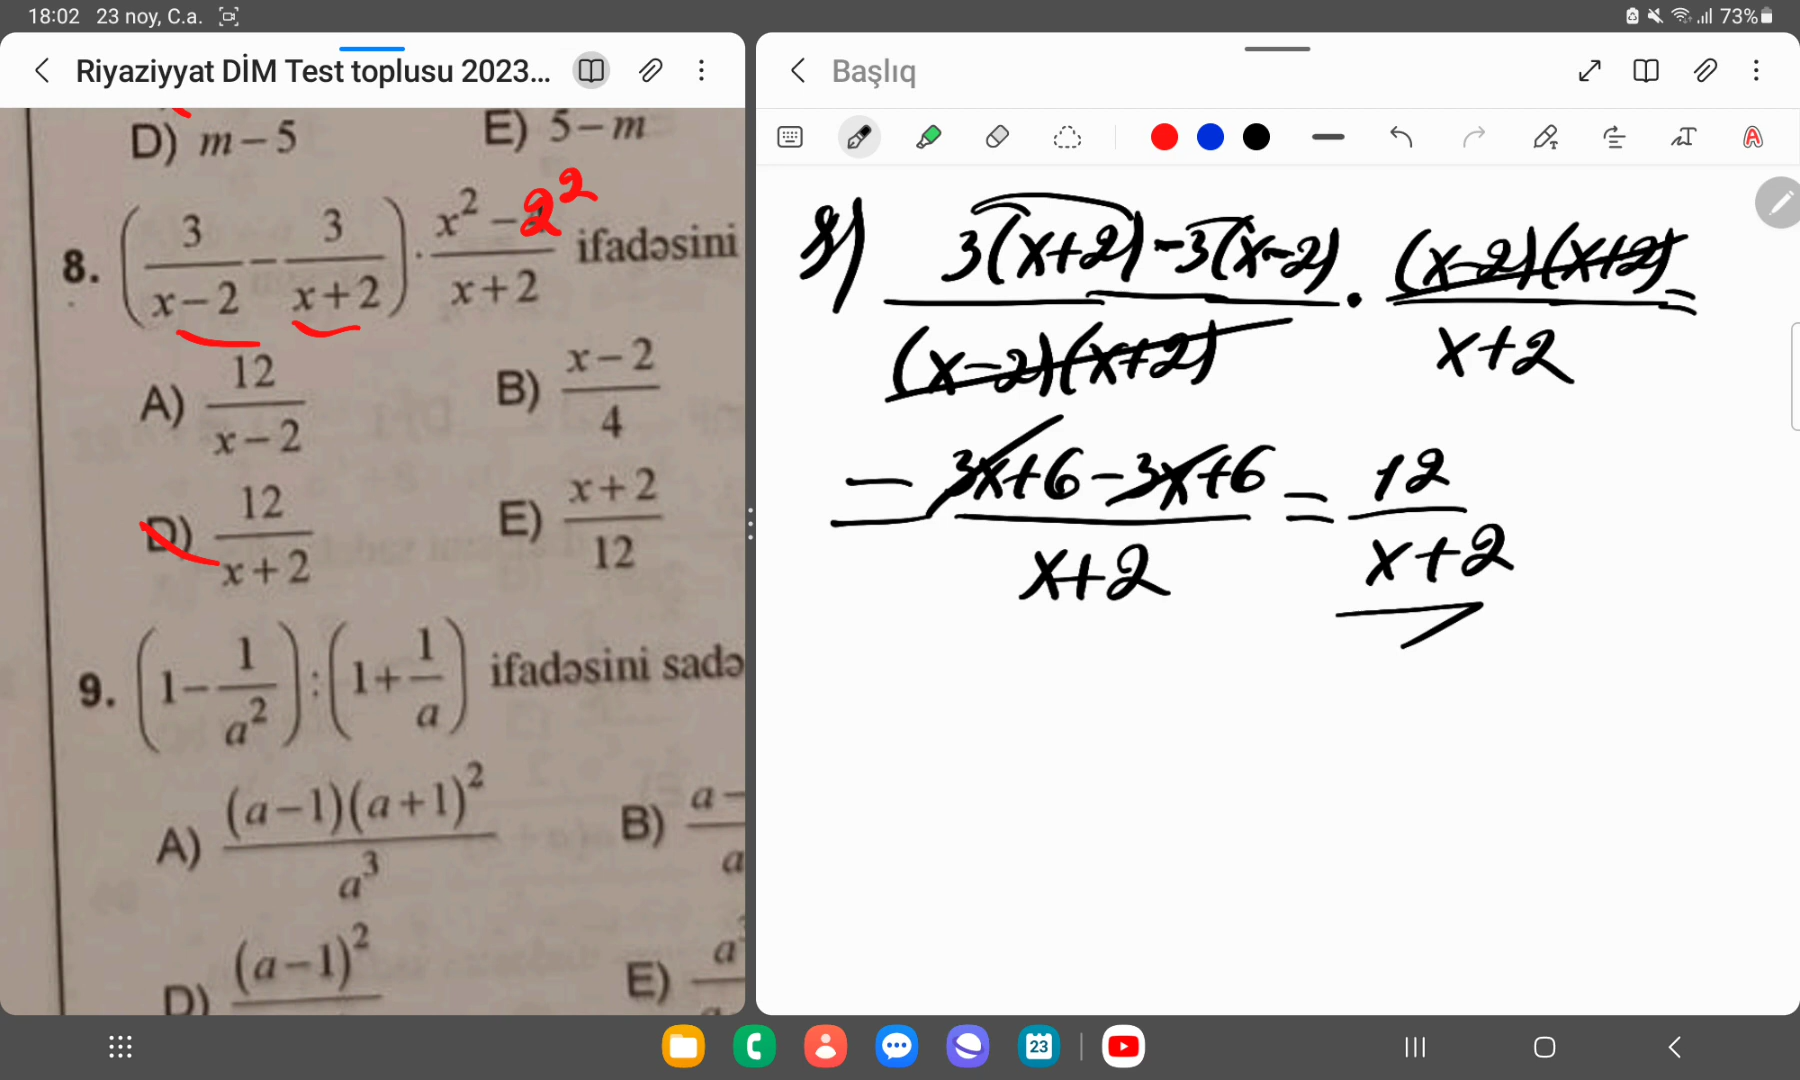 18:02 23 noy, C.a.
73%
Riyaziyyat DİM Test toplusu 2023...
D) m – 5 E) 5 – m
8. (3/(x – 2) – 3/(x + 2)) · (x² – 2²)/(x + 2) ifadəsini
A) 12/(x – 2) B) (x – 2)/4
D) 12/(x + 2) E) (x + 2)/12
9. (1 – 1/a²) : (1 + 1/a) ifadəsini sadə
A) (a – 1)(a + 1)²/a³ B) a – / a
D) (a – 1)² E) a
Başlıq
8) (3(x+2) – 3(x–2))/((x–2)(x+2)) · ((x–2)(x+2))/(x+2) =
= (3x+6–3x+6)/(x+2) = 12/(x+2)
23